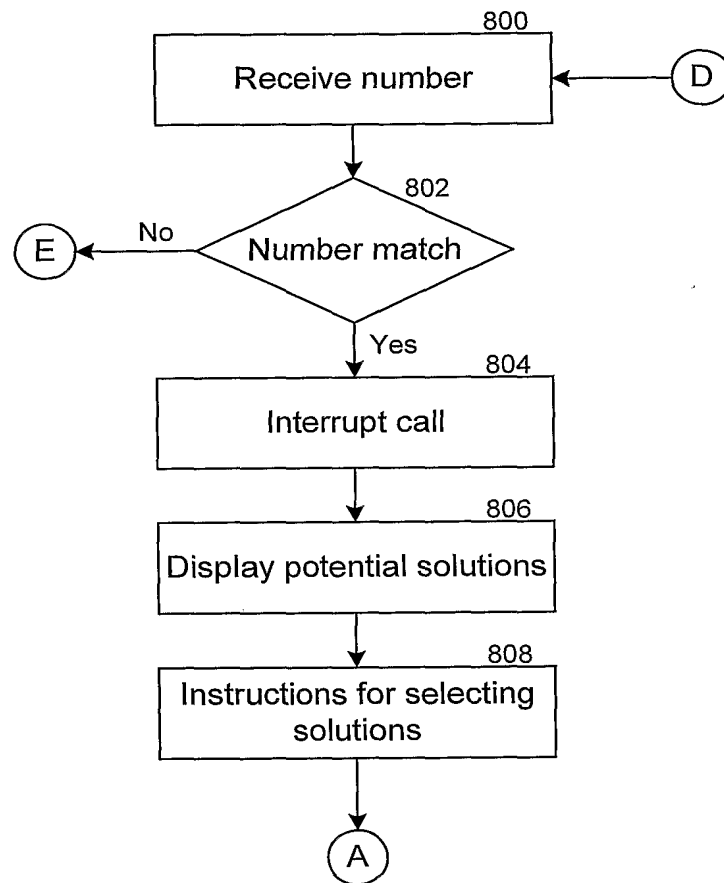 800
Receive number
D
802
No
E
Number match
Yes
804
Interrupt call
806
Display potential solutions
808
Instructions for selecting
solutions
A